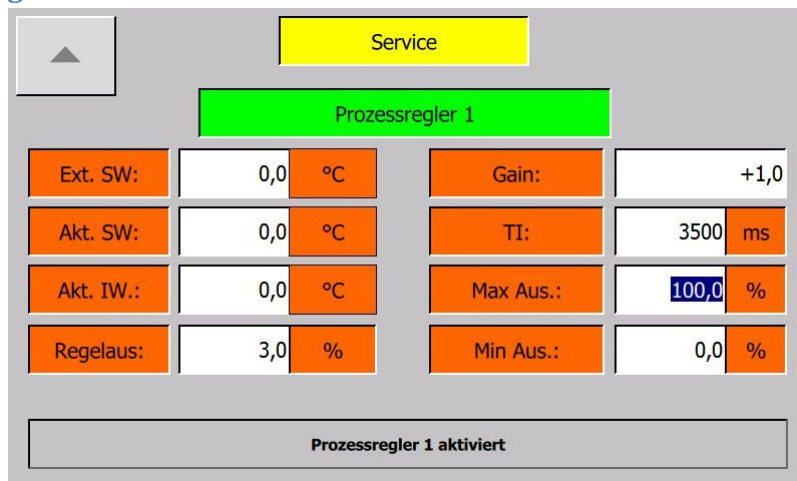 Service
Prozessregler 1
Ext. SW: 0,0 °C Gain: +1,0
Akt. SW: 0,0 °C TI: 3500 ms
Akt. IW.: 0,0 °C Max Aus.: 100,0 %
Regelaus: 3,0 % Min Aus.: 0,0 %
Prozessregler 1 aktiviert